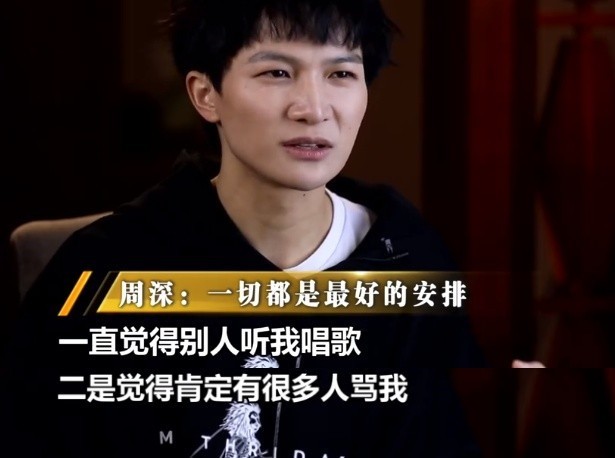 周深：一切都是最好的安排
一直觉得别人听我唱歌
二是觉得肯定有很多人骂我